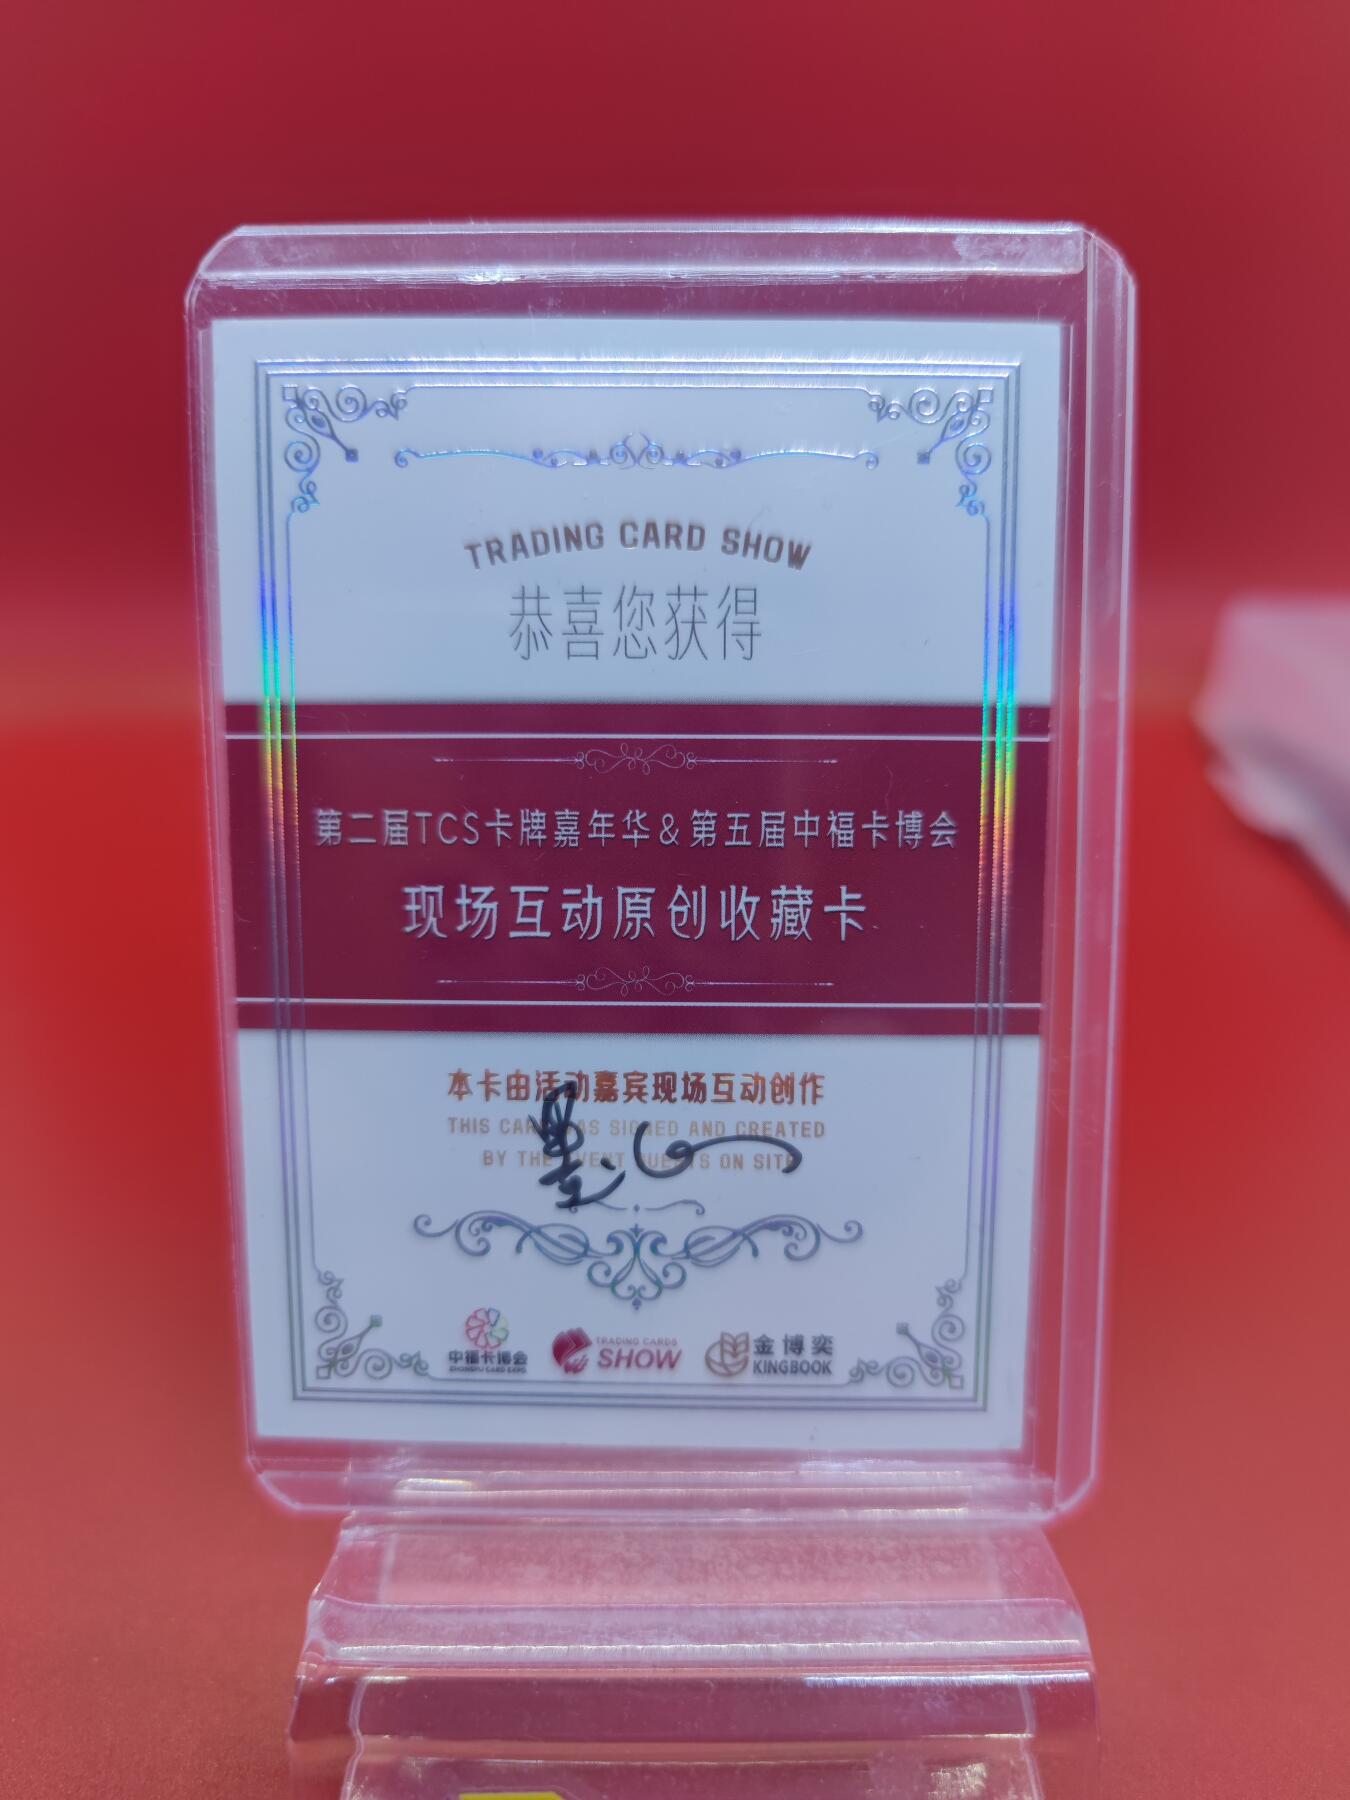 TRADING CARD SHOW
恭喜您获得
第二届TCS卡牌嘉年华&第五届中福卡博会
现场互动原创收藏卡
本卡由活动嘉宾现场互动创作
THIS CARD WAS SIGNED AND CREATED
BY THE EVENT GUESTS ON SITE
中福卡博会
ZHONGFU CARD EXPO
TRADING CARDS
SHOW
金博奕
KINGBOOK